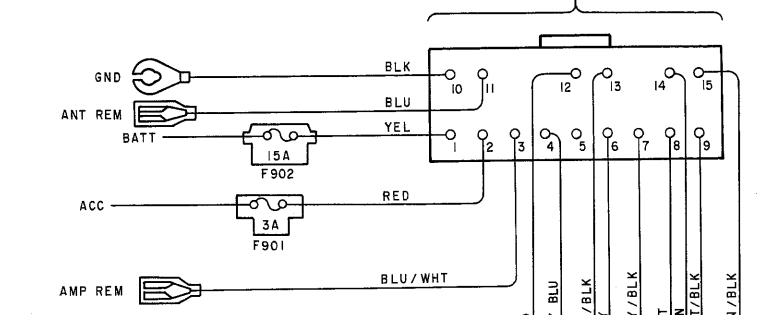 GND BLK 10 11 12 13 14 15
ANT REM BLU
BATT 15A YEL 1 2 3 4 5 6 7 8 9
F902
ACC 3A RED
F901
AMP REM BLU/WHT
BLU
/BLK
/BLK
/BLK
/BLK